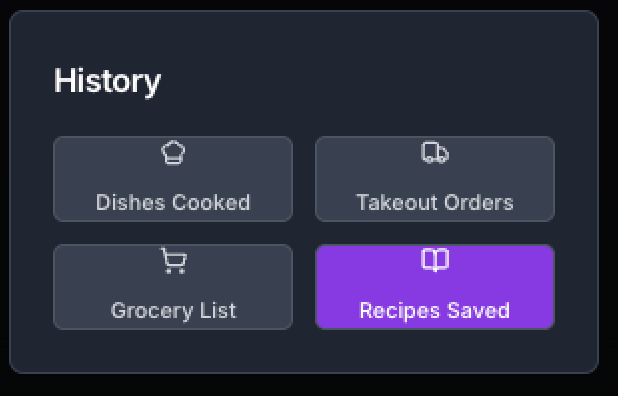 History
Dishes Cooked
Takeout Orders
Grocery List
Recipes Saved